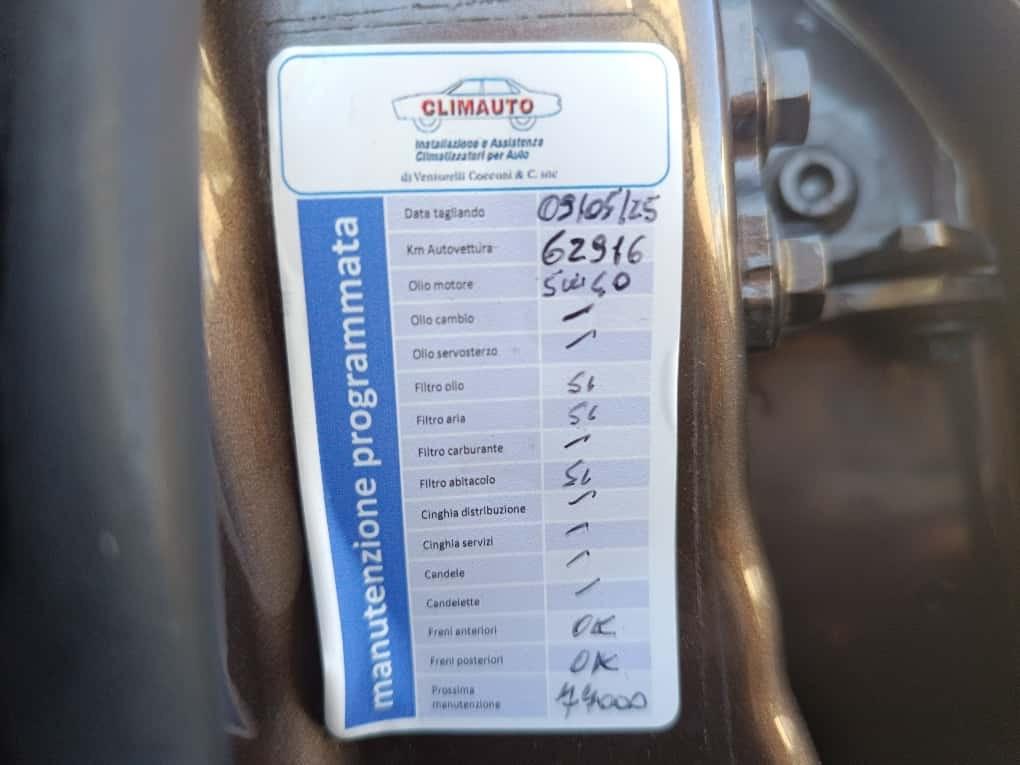 CLIMAUTO
Installazione e Assistenza
Climatizzatori per Auto
di Venturelli Cocconi & C. snc
manutenzione programmata
Data tagliando 09/05/25
Km Autovettura 62976
Olio motore 5W40
Olio cambio —
Olio servosterzo —
Filtro olio Si
Filtro aria Si
Filtro carburante —
Filtro abitacolo Si
Cinghia distribuzione —
Cinghia servizi —
Candele —
Candelette —
Freni anteriori OK
Freni posteriori OK
Prossima
manutenzione 77000